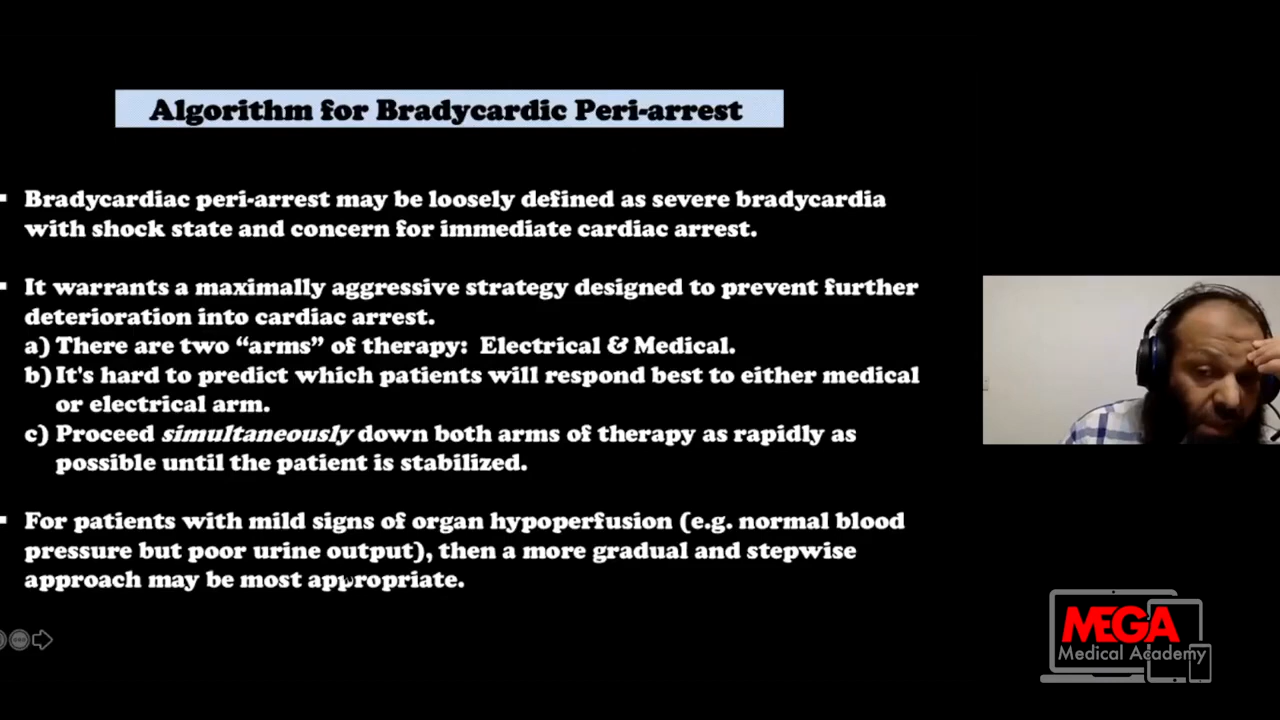 Algorithm for Bradycardic Peri-arrest
Bradycardiac peri-arrest may be loosely defined as severe bradycardia
with shock state and concern for immediate cardiac arrest.
It warrants a maximally aggressive strategy designed to prevent further
deterioration into cardiac arrest.
a) There are two “arms” of therapy: Electrical & Medical.
b) It's hard to predict which patients will respond best to either medical
or electrical arm.
c) Proceed simultaneously down both arms of therapy as rapidly as
possible until the patient is stabilized.
For patients with mild signs of organ hypoperfusion (e.g. normal blood
pressure but poor urine output), then a more gradual and stepwise
approach may be most appropriate.
MEGA
Medical Academy